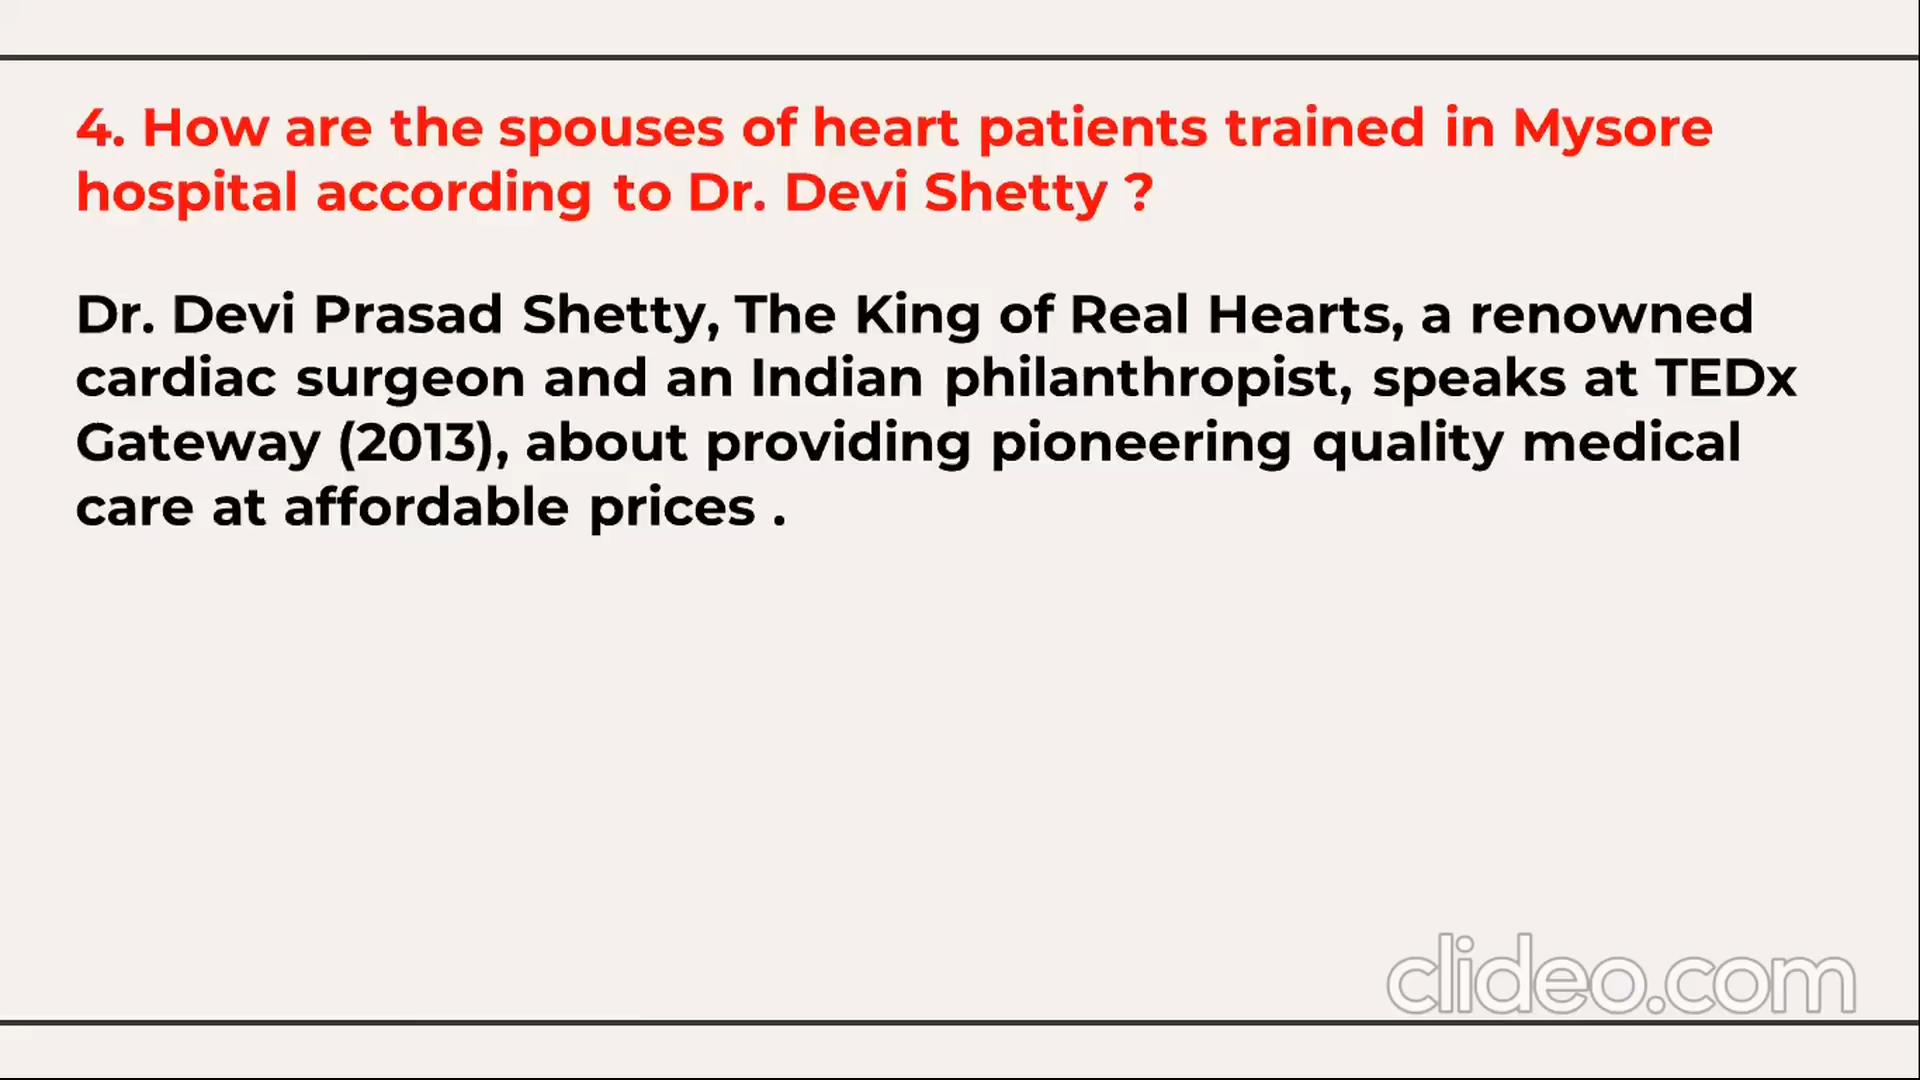 4. How are the spouses of heart patients trained in Mysore
hospital according to Dr. Devi Shetty ?
Dr. Devi Prasad Shetty, The King of Real Hearts, a renowned
cardiac surgeon and an Indian philanthropist, speaks at TEDx
Gateway (2013), about providing pioneering quality medical
care at affordable prices .
clideo.com